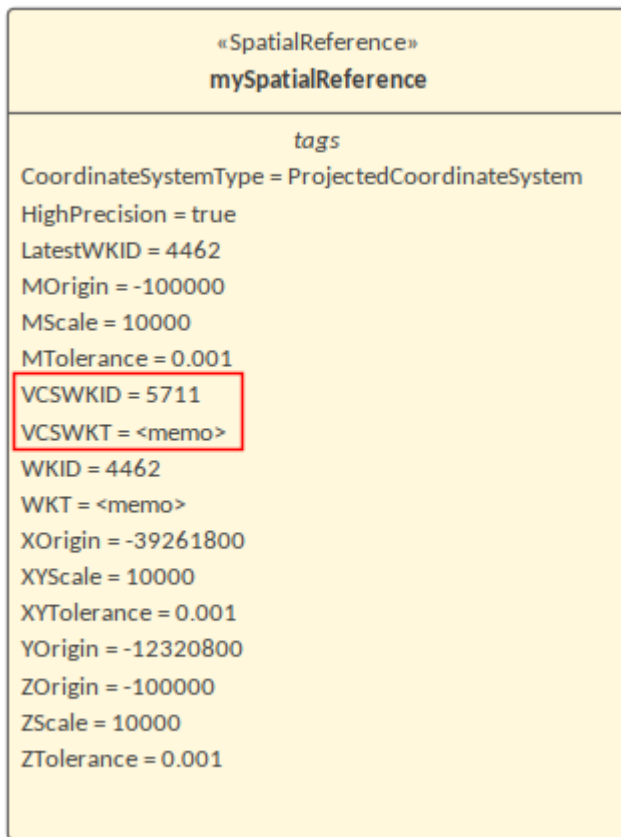 «SpatialReference»
mySpatialReference
tags
CoordinateSystemType = ProjectedCoordinateSystem
HighPrecision = true
LatestWKID = 4462
MOrigin = -100000
MScale = 10000
MTolerance = 0.001
VCSWKID = 5711
VCSWKT = <memo>
WKID = 4462
WKT = <memo>
XOrigin = -39261800
XYScale = 10000
XYTolerance = 0.001
YOrigin = -12320800
ZOrigin = -100000
ZScale = 10000
ZTolerance = 0.001